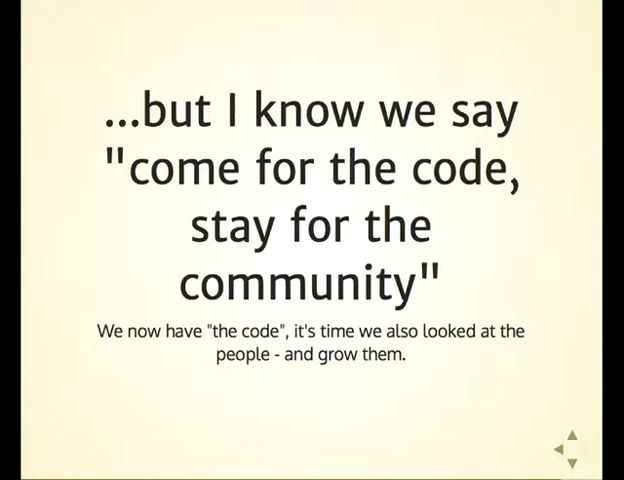 ...but I know we say
"come for the code,
stay for the
community"
We now have "the code", it's time we also looked at the
people - and grow them.